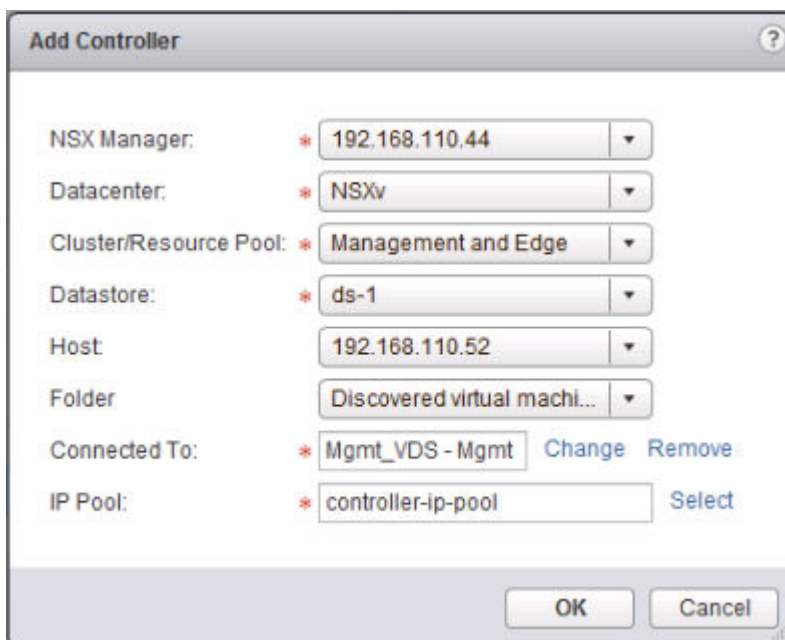 Add Controller ?
NSX Manager: * 192.168.110.44
Datacenter: * NSXv
Cluster/Resource Pool: * Management and Edge
Datastore: * ds-1
Host: 192.168.110.52
Folder Discovered virtual machi...
Connected To: * Mgmt_VDS - Mgmt Change Remove
IP Pool: * controller-ip-pool Select
OK Cancel